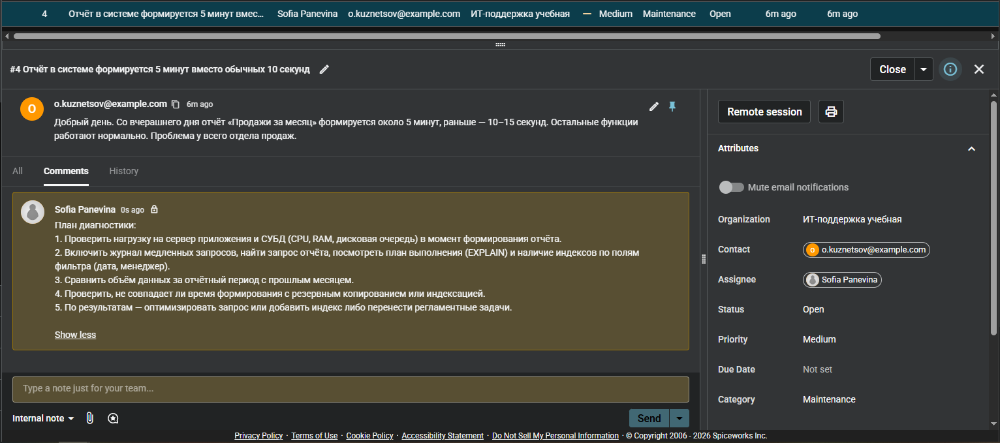 4 Отчёт в системе формируется 5 минут вмес... Sofia Panevina o.kuznetsov@example.com ИТ-поддержка учебная Medium Maintenance Open 6m ago 6m ago
#4 Отчёт в системе формируется 5 минут вместо обычных 10 секунд
Close
O
o.kuznetsov@example.com 6m ago
Добрый день. Со вчерашнего дня отчёт «Продажи за месяц» формируется около 5 минут, раньше — 10–15 секунд. Остальные функции
работают нормально. Проблема у всего отдела продаж.
All Comments History
Sofia Panevina 0s ago
План диагностики:
1. Проверить нагрузку на сервер приложения и СУБД (CPU, RAM, дисковая очередь) в момент формирования отчёта.
2. Включить журнал медленных запросов, найти запрос отчёта, посмотреть план выполнения (EXPLAIN) и наличие индексов по полям
фильтра (дата, менеджер).
3. Сравнить объём данных за отчётный период с прошлым месяцем.
4. Проверить, не совпадает ли время формирования с резервным копированием или индексацией.
5. По результатам — оптимизировать запрос или добавить индекс либо перенести регламентные задачи.
Show less
Type a note just for your team...
Internal note
Send
Remote session
Attributes
Mute email notifications
Organization ИТ-поддержка учебная
Contact o o.kuznetsov@example.com
Assignee Sofia Panevina
Status Open
Priority Medium
Due Date Not set
Category Maintenance
Privacy Policy · Terms of Use · Cookie Policy · Accessibility Statement · Do Not Sell My Personal Information · © Copyright 2006 - 2026 Spiceworks Inc.